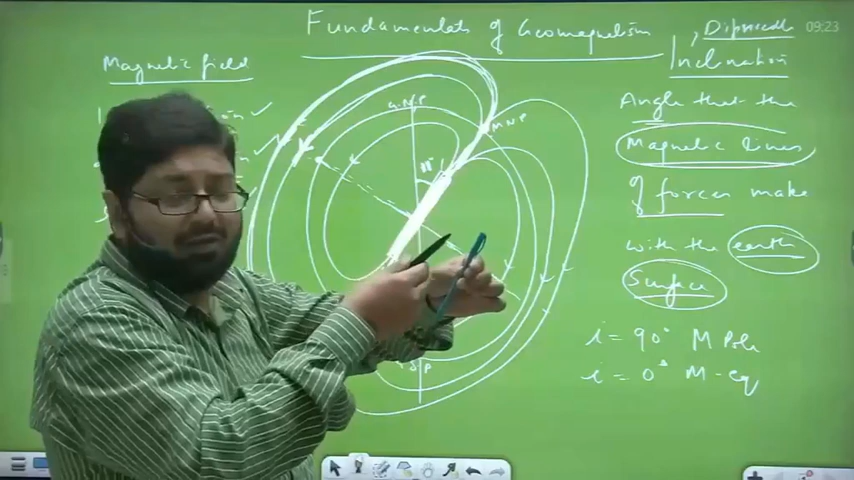 Fundamentals of Geomagnetism
, Dip
09:23
Magnetic field
Inclination
Angle that the
Magnetic lines
of forces make
with the earth
Surface
i = 90° M Pole
i = 0° M-eq
G.N.P
M.N.P
11°